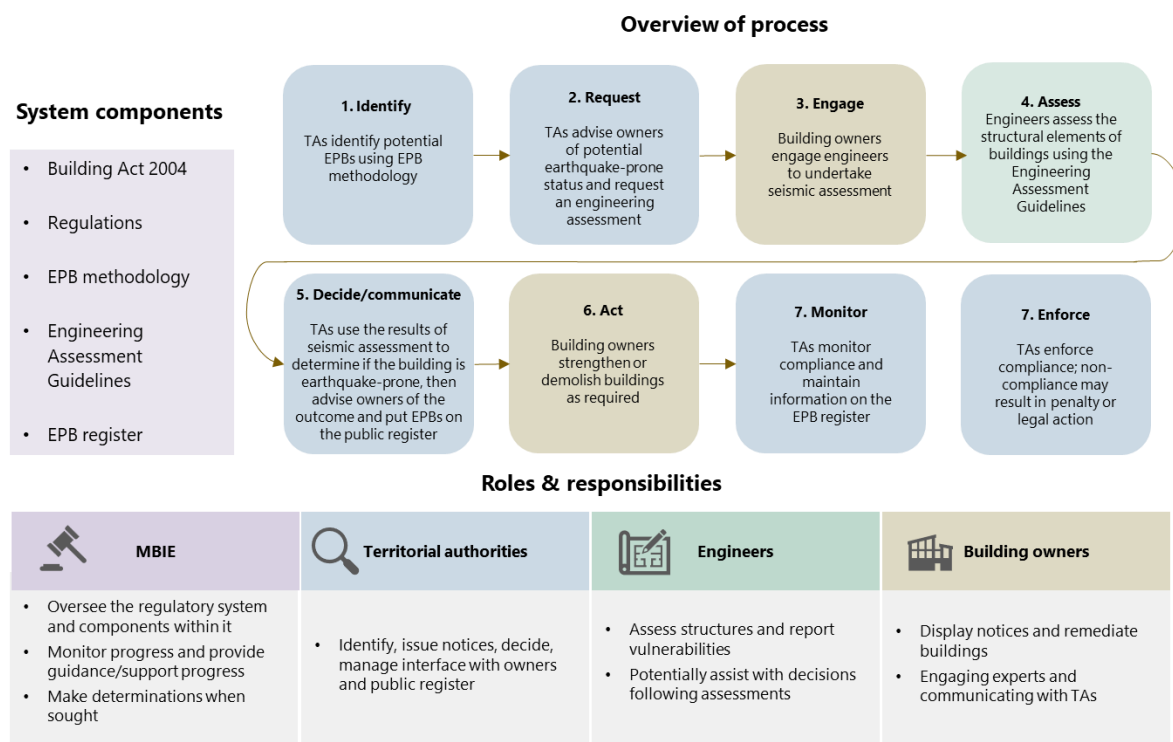 Overview of process
System components
• Building Act 2004
• Regulations
• EPB methodology
• Engineering
Assessment
Guidelines
• EPB register
1. Identify
TAs identify potential
EPBs using EPB
methodology
2. Request
TAs advise owners
of potential
earthquake-prone
status and request
an engineering
assessment
3. Engage
Building owners
engage engineers
to undertake
seismic assessment
4. Assess
Engineers assess the
structural elements of
buildings using the
Engineering
Assessment
Guidelines
5. Decide/communicate
TAs use the results of
seismic assessment to
determine if the building is
earthquake-prone, then
advise owners of the
outcome and put EPBs on
the public register
6. Act
Building owners
strengthen or
demolish buildings
as required
7. Monitor
TAs monitor
compliance and
maintain
information on the
EPB register
7. Enforce
TAs enforce
compliance; non-
compliance may
result in penalty or
legal action
Roles & responsibilities
MBIE
• Oversee the regulatory system
and components within it
• Monitor progress and provide
guidance/support progress
• Make determinations when
sought
Territorial authorities
• Identify, issue notices, decide,
manage interface with owners
and public register
Engineers
• Assess structures and report
vulnerabilities
• Potentially assist with decisions
following assessments
Building owners
• Display notices and remediate
buildings
• Engaging experts and
communicating with TAs